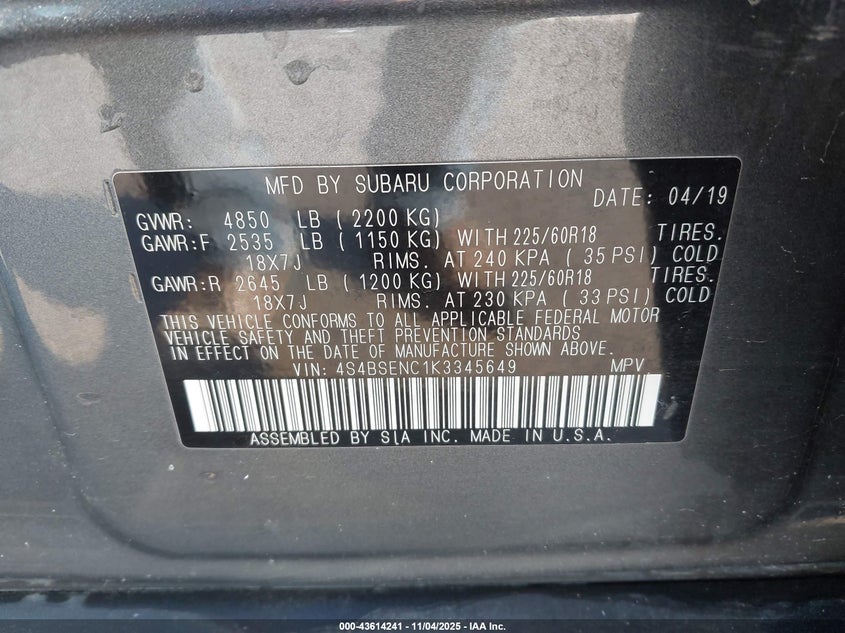 MFD BY SUBARU CORPORATION DATE: 04/19
GVWR: 4850 LB (2200 KG)
GAWR:F 2535 LB (1150 KG) WITH 225/60R18 TIRES.
18X7J RIMS. AT 240 KPA (35 PSI) COLD
GAWR:R 2645 LB (1200 KG) WITH 225/60R18 TIRES.
18X7J RIMS. AT 230 KPA (33 PSI) COLD
THIS VEHICLE CONFORMS TO ALL APPLICABLE FEDERAL MOTOR
VEHICLE SAFETY AND THEFT PREVENTION STANDARDS
IN EFFECT ON THE DATE OF MANUFACTURE SHOWN ABOVE.
VIN: 4S4BSENC1K3345649 MPV
ASSEMBLED BY SIA INC. MADE IN U.S.A.
000-43614241 - 11/04/2025 - IAA Inc.